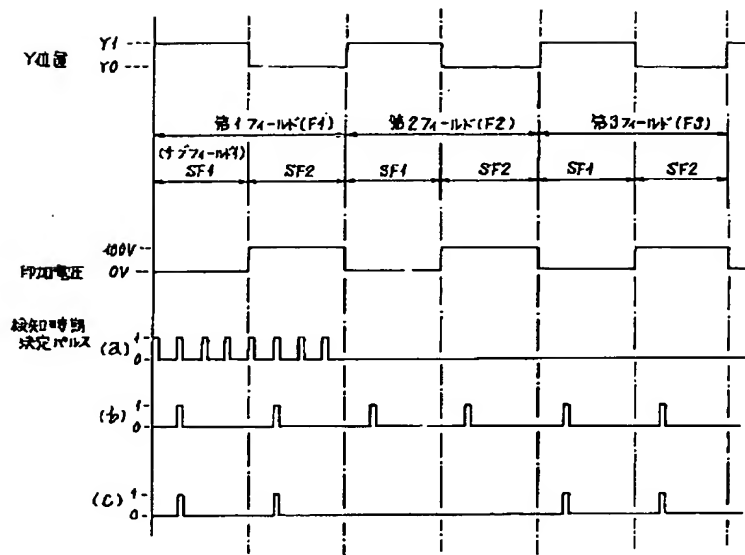 Y位置
Y1
Y0
第1フィールド(F1)
第2フィールド(F2)
第3フィールド(F3)
(サブフィールド1)
SF1
SF2
SF1
SF2
SF1
SF2
印加電圧
100V
0V
検知時期
決定パルス
(a)
1
0
(b)
1
0
(c)
1
0